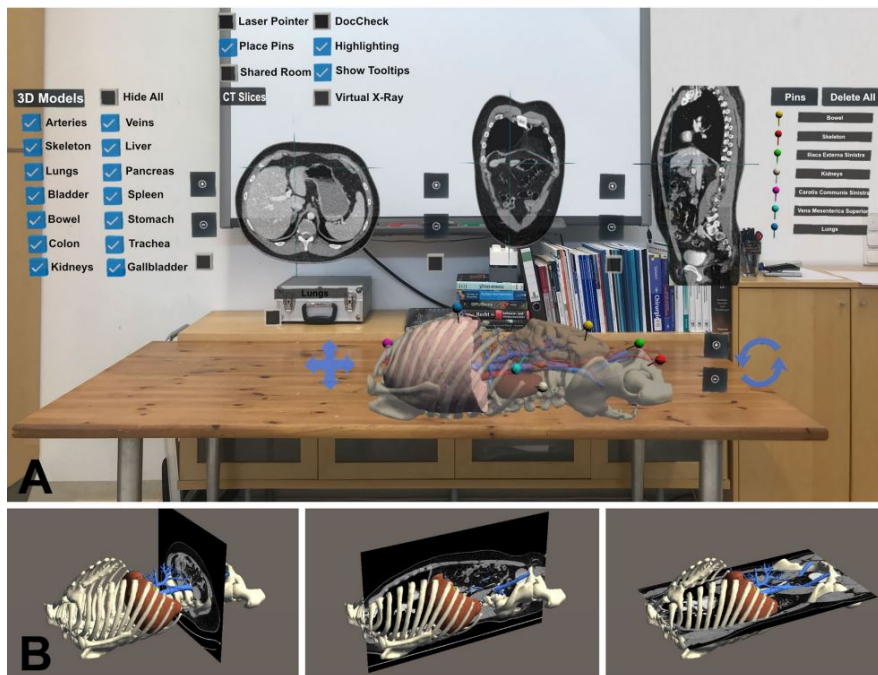 Laser Pointer DocCheck
Place Pins Highlighting
Shared Room Show Tooltips
CT Slices Virtual X-Ray
3D Models Hide All
Arteries Veins
Skeleton Liver
Lungs Pancreas
Bladder Spleen
Bowel Stomach
Colon Trachea
Kidneys Gallbladder
Pins Delete All
Bowel
Skeleton
Iliaca Externa Sinistra
Kidneys
Carotis Communis Sinistra
Vena Mesenterica Superior
Lungs
Lungs
A
B